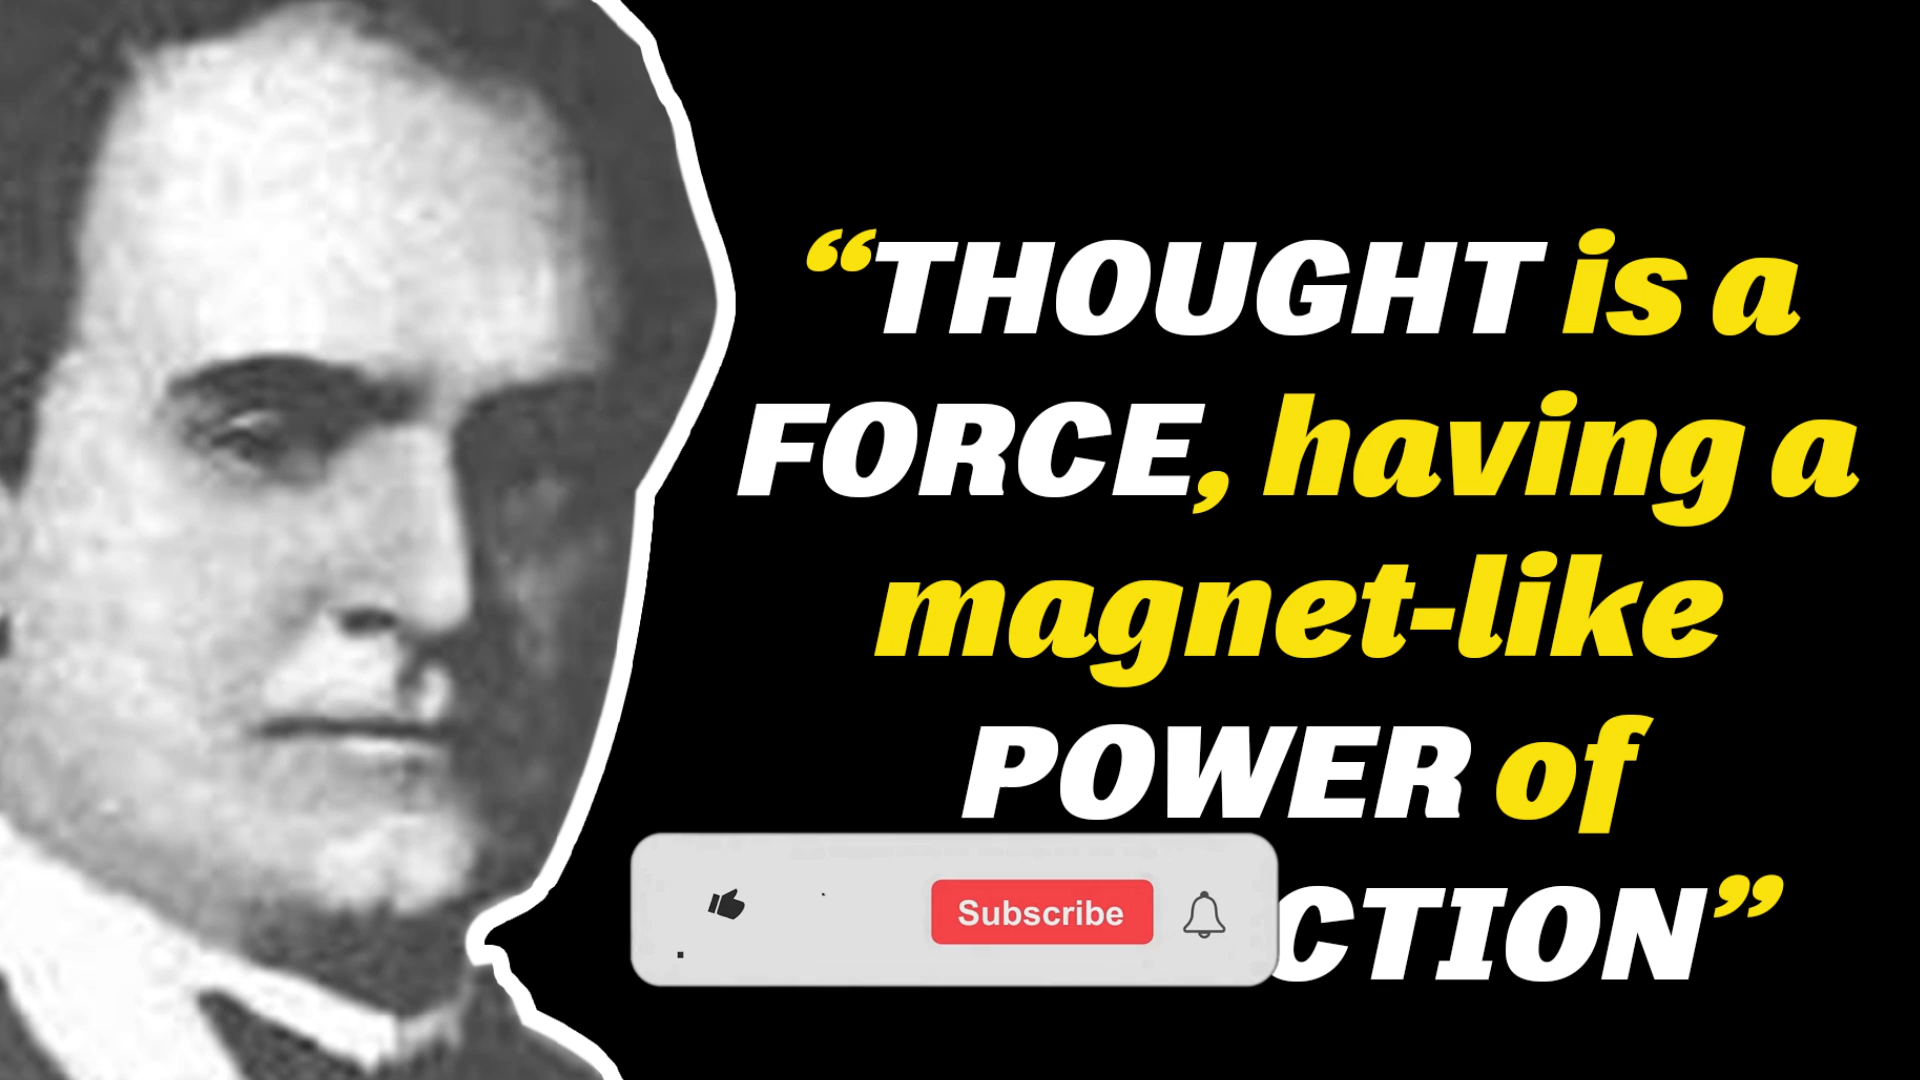 “THOUGHT is a
FORCE, having a
magnet-like
POWER of
CTION”
Subscribe